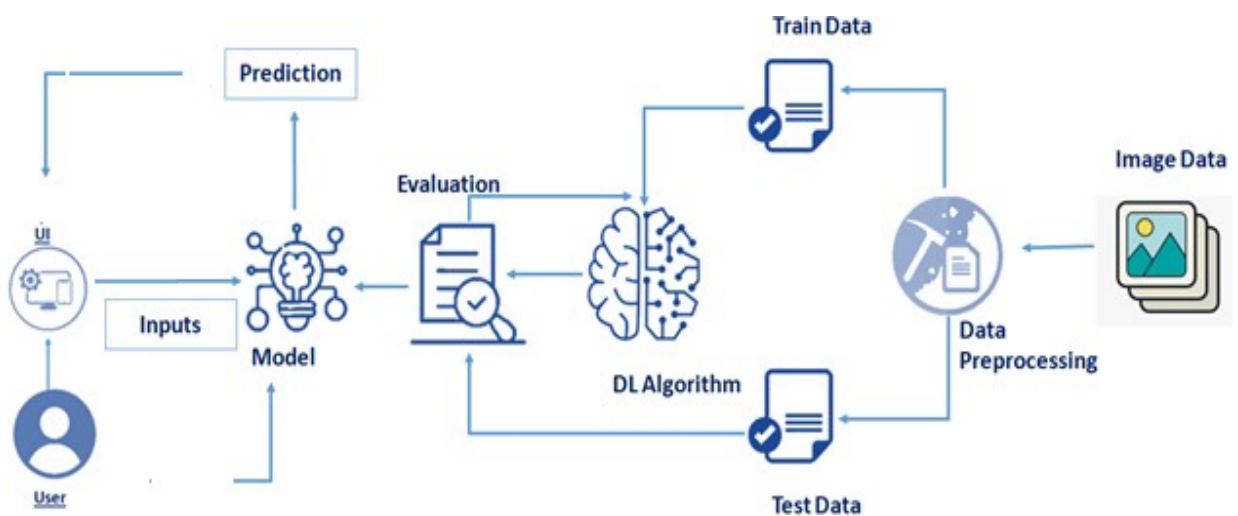 Train Data
Prediction
Image Data
Evaluation
UI
Inputs
Model
Data
Preprocessing
DL Algorithm
User
Test Data